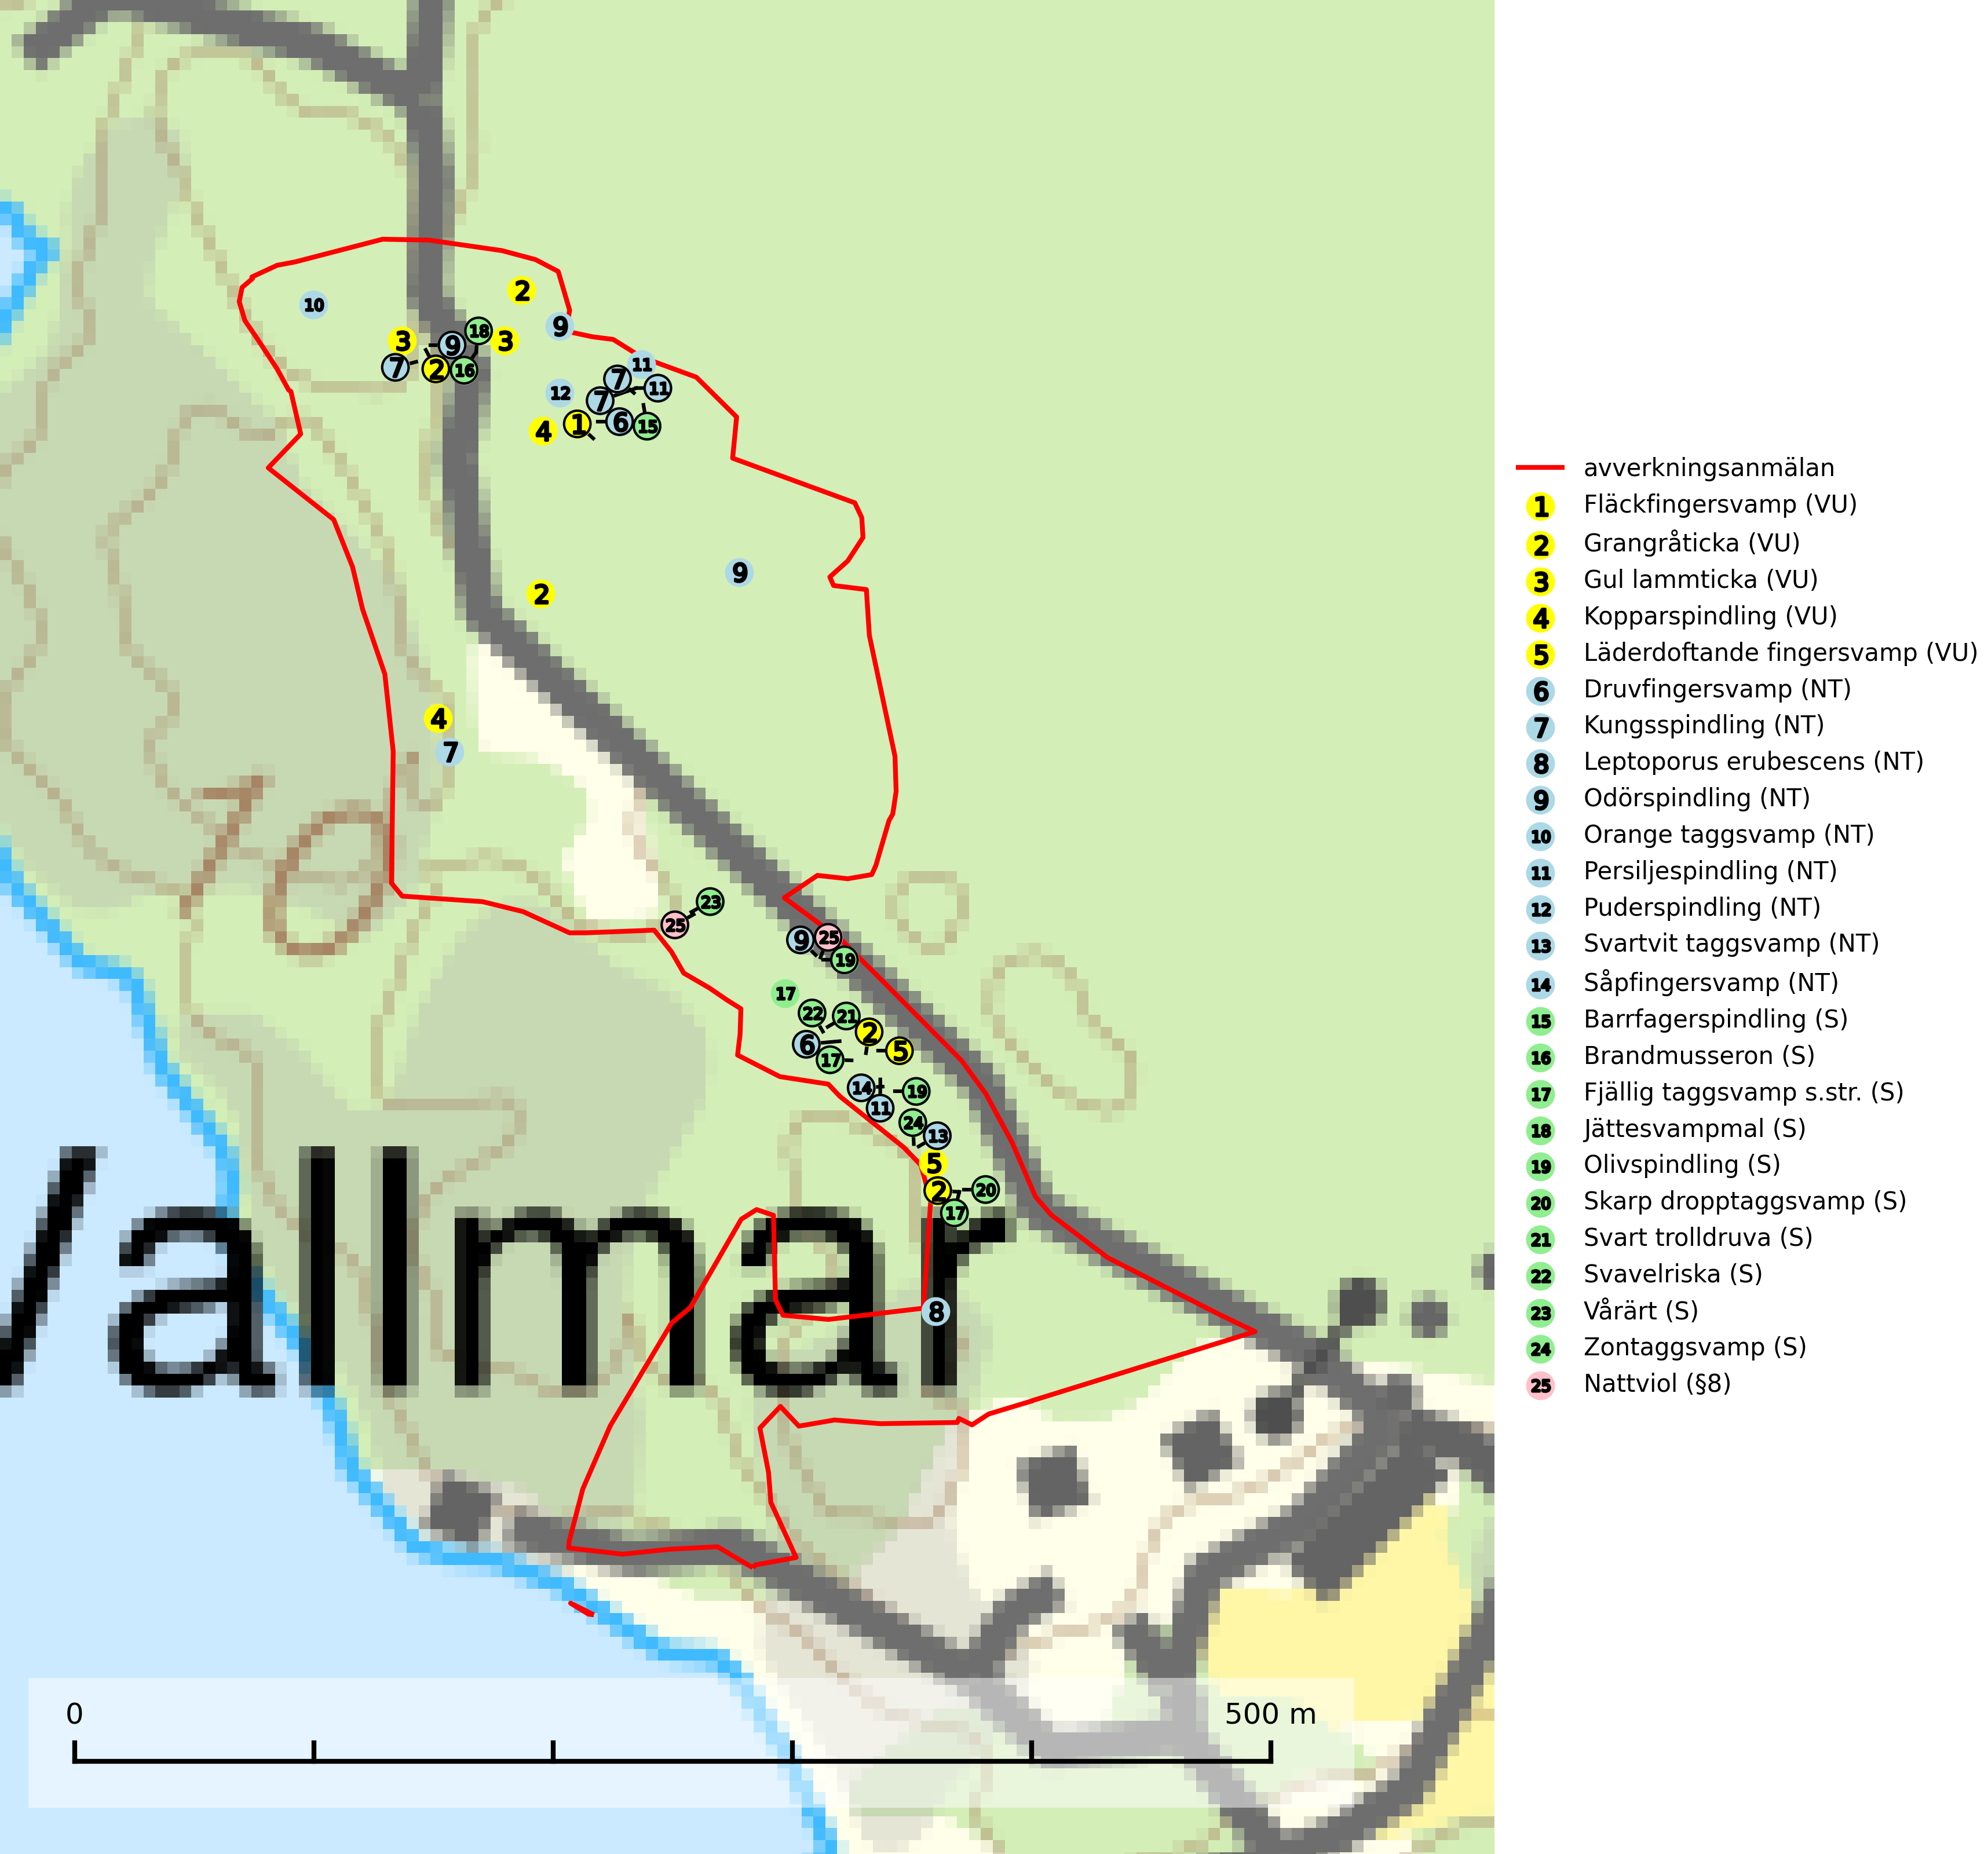 2
10
9
18
3
3
9
11
7
2
16
7
11
12
7
1
6
15
4
9
2
4
7
10
23
25
9
25
19
17
22
21
2
6
5
17
14
19
11
24
13
5
2
20
17
Vallmar
8
0
500 m
avverkningsanmälan
1 Fläckfingersvamp (VU)
2 Grangråticka (VU)
3 Gul lammticka (VU)
4 Kopparspindling (VU)
5 Läderdoftande fingersvamp (VU)
6 Druvfingersvamp (NT)
7 Kungsspindling (NT)
8 Leptoporus erubescens (NT)
9 Odörspindling (NT)
10 Orange taggsvamp (NT)
11 Persiljespindling (NT)
12 Puderspindling (NT)
13 Svartvit taggsvamp (NT)
14 Såpfingersvamp (NT)
15 Barrfagerspindling (S)
16 Brandmusseron (S)
17 Fjällig taggsvamp s.str. (S)
18 Jättesvampmal (S)
19 Olivspindling (S)
20 Skarp dropptaggsvamp (S)
21 Svart trolldruva (S)
22 Svavelriska (S)
23 Vårärt (S)
24 Zontaggsvamp (S)
25 Nattviol (§8)